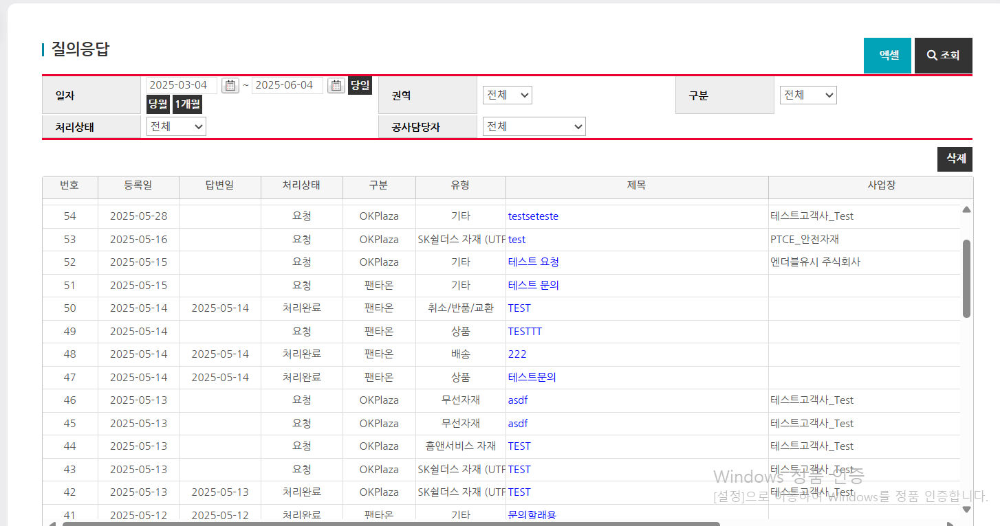 질의응답
엑셀 조회
일자 2025-03-04 ~ 2025-06-04 당일 권역 전체 구분 전체
당월 1개월
처리상태 전체 공사담당자 전체
삭제
번호 등록일 답변일 처리상태 구분 유형 제목 사업장
54 2025-05-28 요청 OKPlaza 기타 testseteste 테스트고객사_Test
53 2025-05-16 요청 OKPlaza SK쉴더스 자재 (UTF test PTCE_안전자재
52 2025-05-15 요청 OKPlaza 기타 테스트 요청 엔더블유시 주식회사
51 2025-05-15 요청 팬타온 기타 테스트 문의
50 2025-05-14 2025-05-14 처리완료 팬타온 취소/반품/교환 TEST
49 2025-05-14 요청 팬타온 상품 TESTTT
48 2025-05-14 2025-05-14 처리완료 팬타온 배송 222
47 2025-05-14 2025-05-14 처리완료 팬타온 상품 테스트문의
46 2025-05-13 요청 OKPlaza 무선자재 asdf 테스트고객사_Test
45 2025-05-13 요청 OKPlaza 무선자재 asdf 테스트고객사_Test
44 2025-05-13 요청 OKPlaza 홈앤서비스 자재 TEST 테스트고객사_Test
43 2025-05-13 요청 OKPlaza SK쉴더스 자재 (UTF TEST 테스트고객사_Test
Windows 정품 인증
42 2025-05-13 2025-05-13 처리완료 OKPlaza SK쉴더스 자재 (UTF TEST 테스트고객사_Test
[설정]으로 이동하여 Windows를 정품 인증합니다.
41 2025-05-12 2025-05-12 처리완료 팬타온 기타 문의할래용